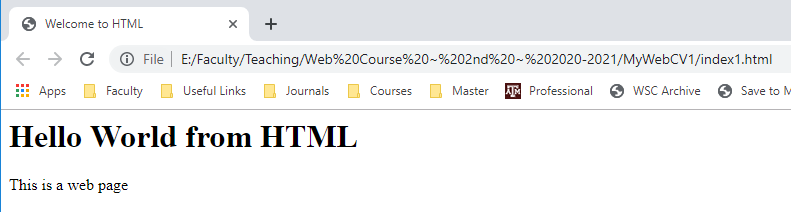 Welcome to HTML
File E:/Faculty/Teaching/Web%20Course%20~%202nd%20~%202020-2021/MyWebCV1/index1.html
Apps Faculty Useful Links Journals Courses Master ĀM Professional WSC Archive Save to M
Hello World from HTML
This is a web page